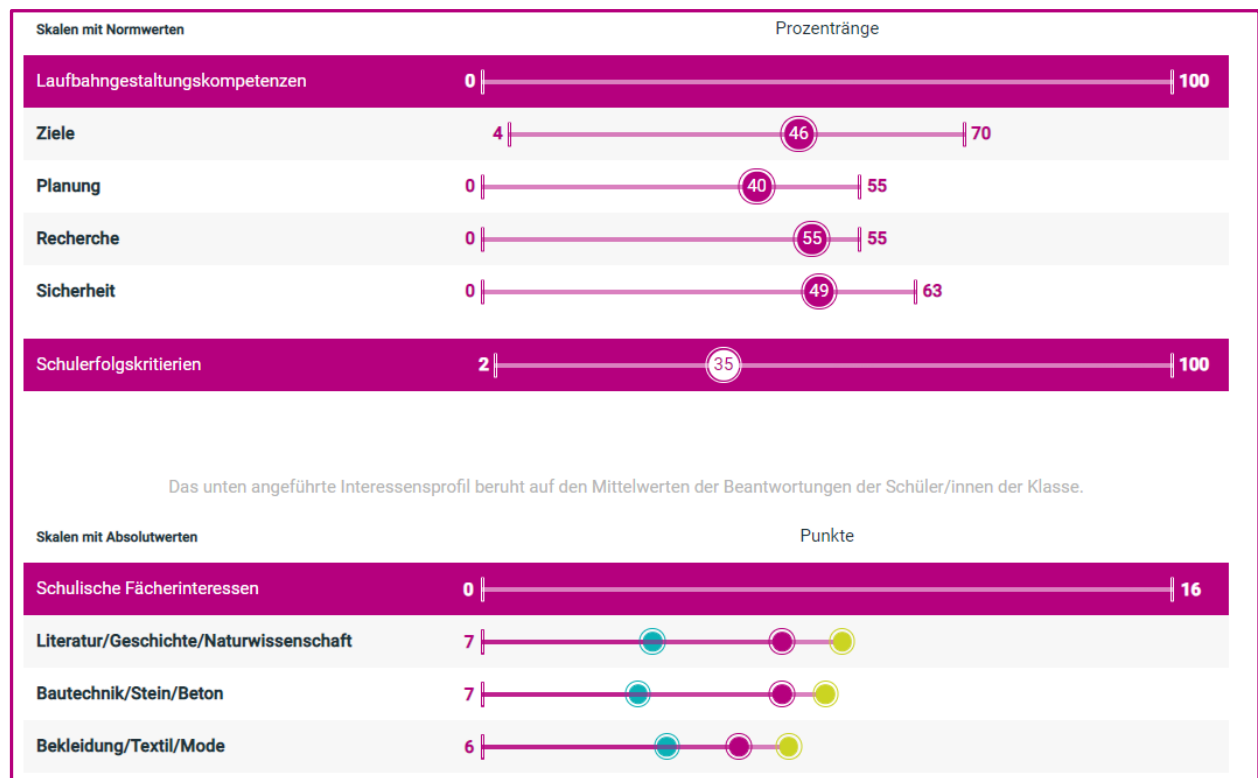 Skalen mit Normwerten Prozentränge
Laufbahngestaltungskompetenzen 0 100
Ziele 4 46 70
Planung 0 40 55
Recherche 0 55 55
Sicherheit 0 49 63
Schulerfolgskritierien 2 35 100
Das unten angeführte Interessensprofil beruht auf den Mittelwerten der Beantwortungen der Schüler/innen der Klasse.
Skalen mit Absolutwerten Punkte
Schulische Fächerinteressen 0 16
Literatur/Geschichte/Naturwissenschaft 7
Bautechnik/Stein/Beton 7
Bekleidung/Textil/Mode 6